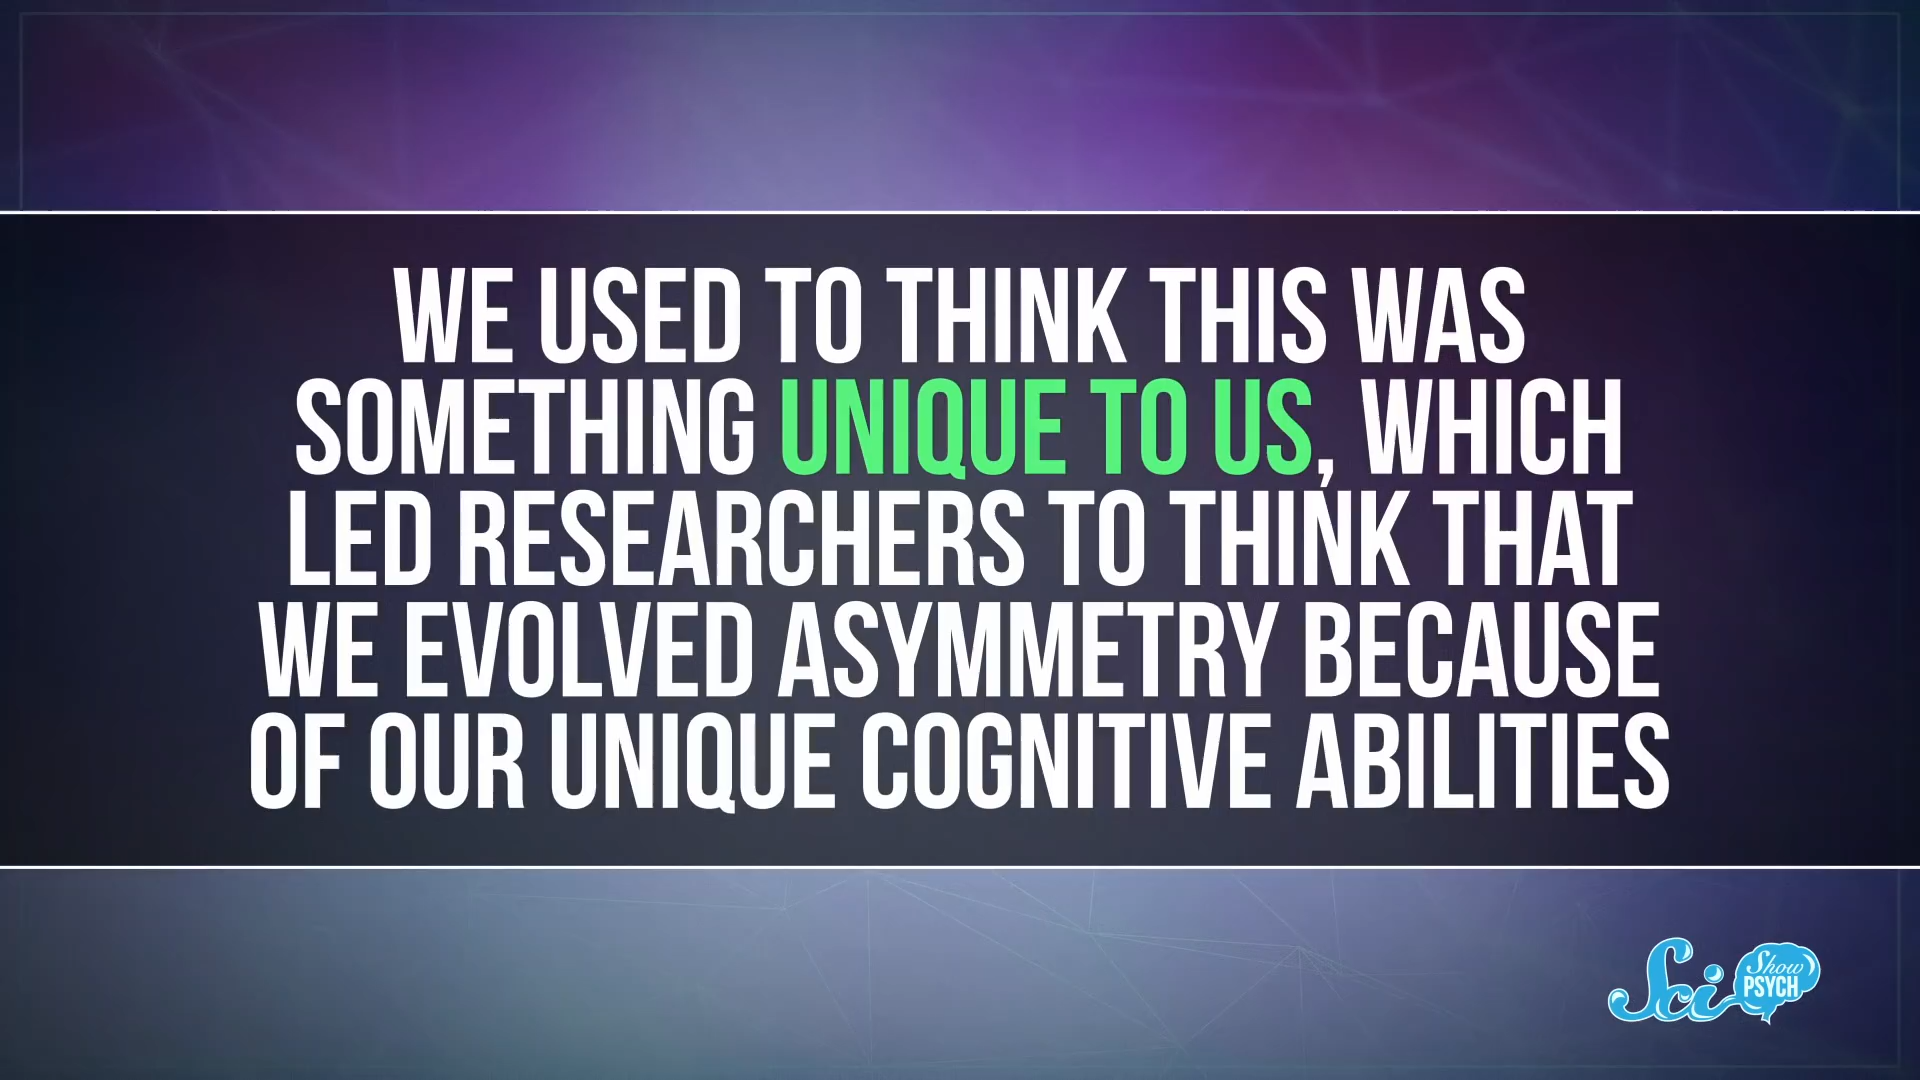 WE USED TO THINK THIS WAS
SOMETHING UNIQUE TO US, WHICH
LED RESEARCHERS TO THINK THAT
WE EVOLVED ASYMMETRY BECAUSE
OF OUR UNIQUE COGNITIVE ABILITIES
Sci Show
PSYCH